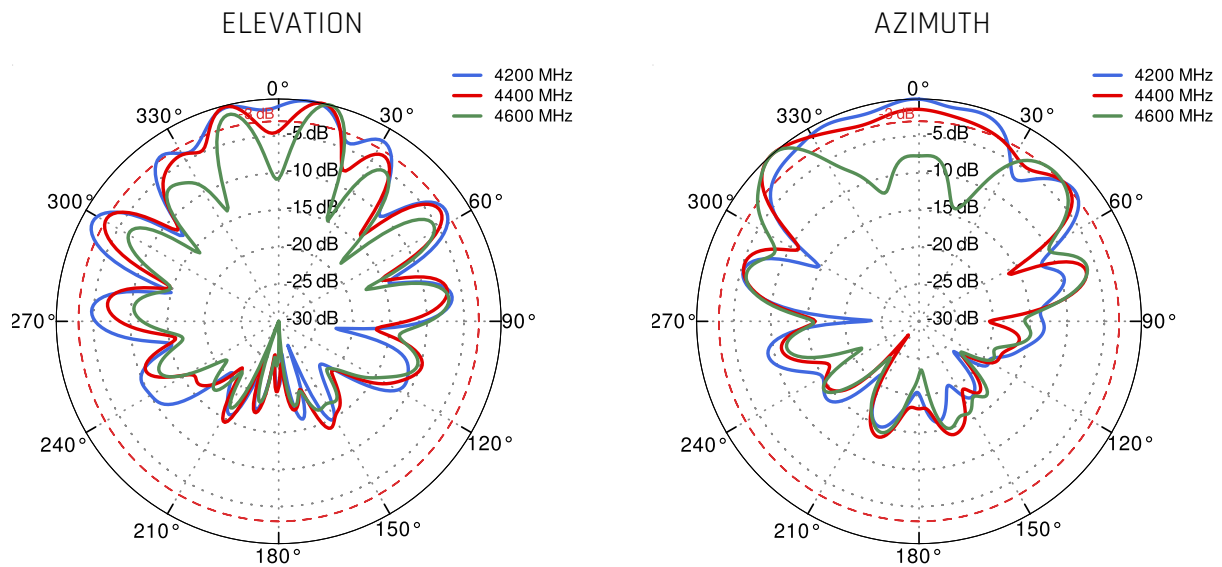 ELEVATION
4200 MHz
4400 MHz
4600 MHz
0°
330°
30°
-3 dB
-5 dB
-10 dB
300°
60°
-15 dB
-20 dB
-25 dB
270°
-30 dB
90°
240°
120°
210°
150°
180°
AZIMUTH
4200 MHz
4400 MHz
4600 MHz
0°
330°
30°
-3 dB
-5 dB
-10 dB
300°
60°
-15 dB
-20 dB
-25 dB
270°
-30 dB
90°
240°
120°
210°
150°
180°